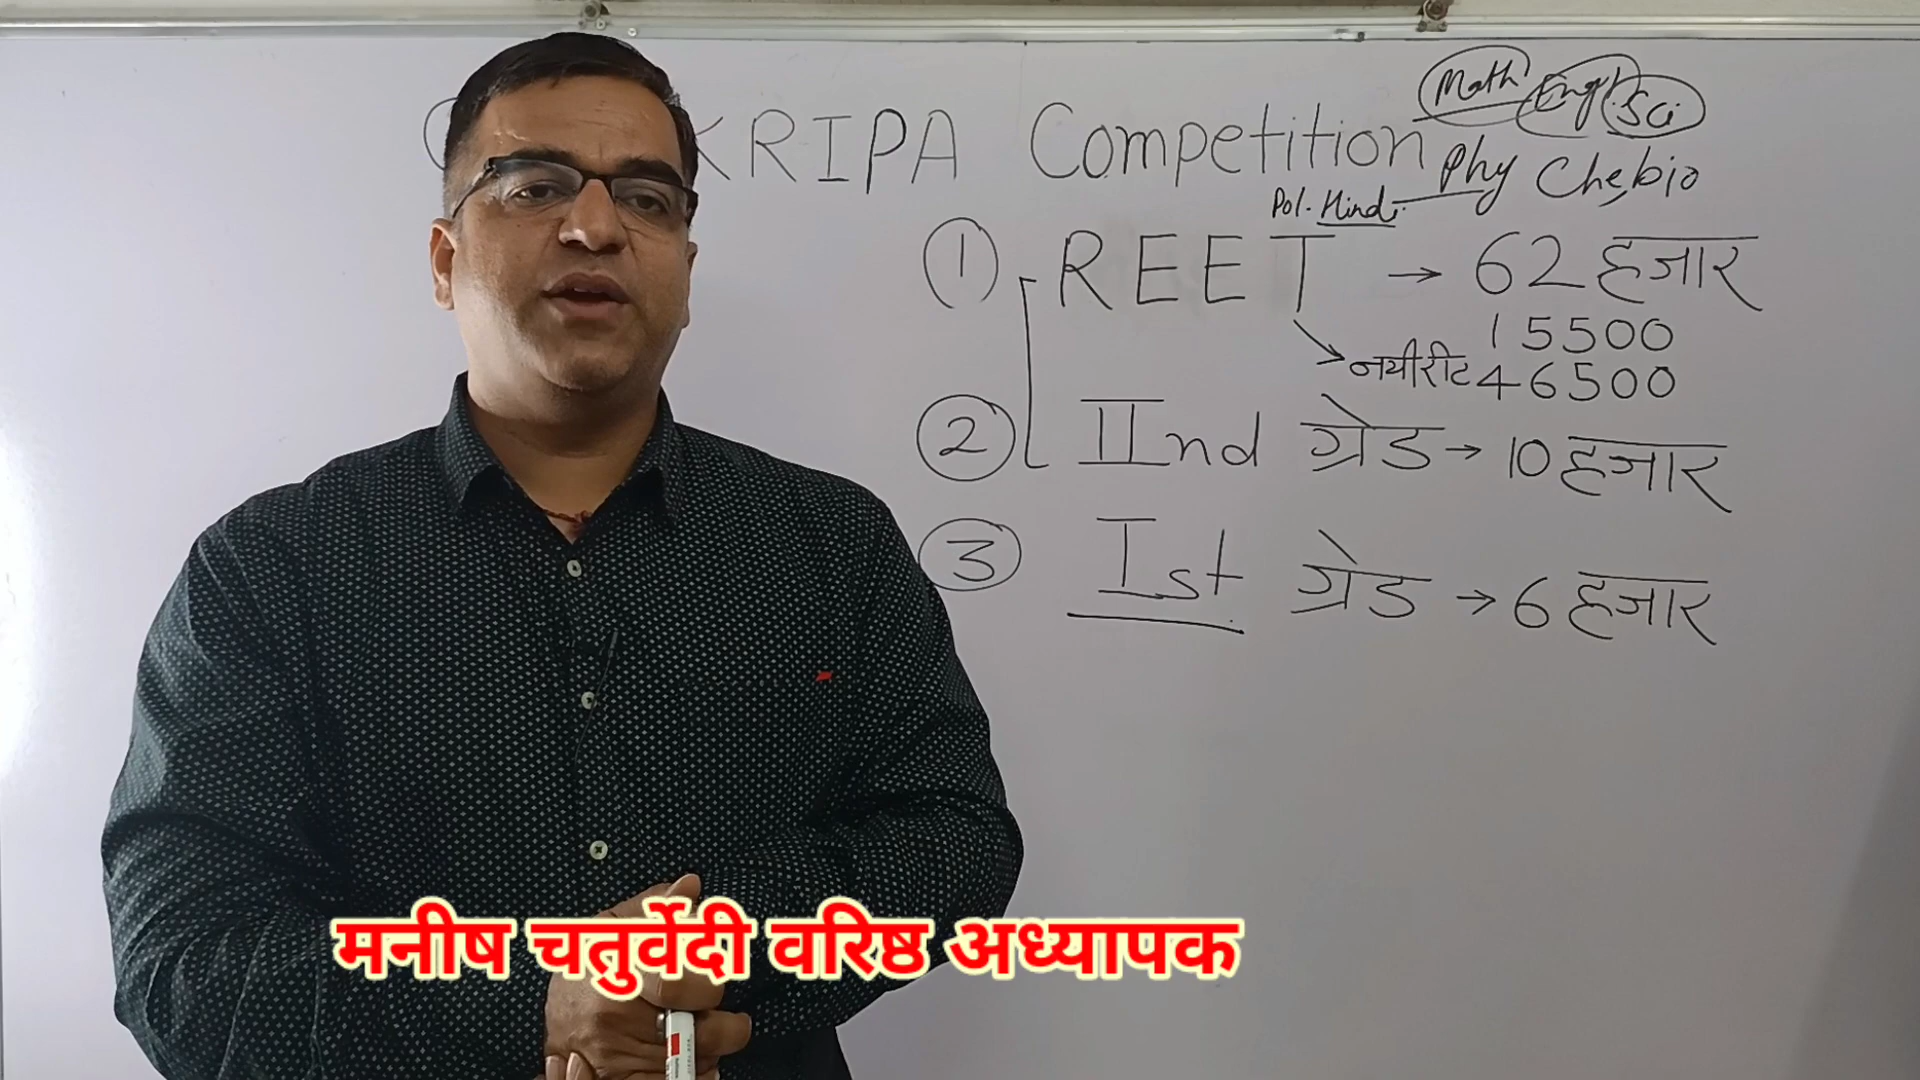 Math Eng. Sci
KRIPA Competition
Phy Che, bio
Pol. Hindi
① REET → 62 हजार
15500
नयी रीट 46500
② IInd ग्रेड → 10 हजार
③ Ist ग्रेड → 6 हजार
मनीष चतुर्वेदी वरिष्ठ अध्यापक